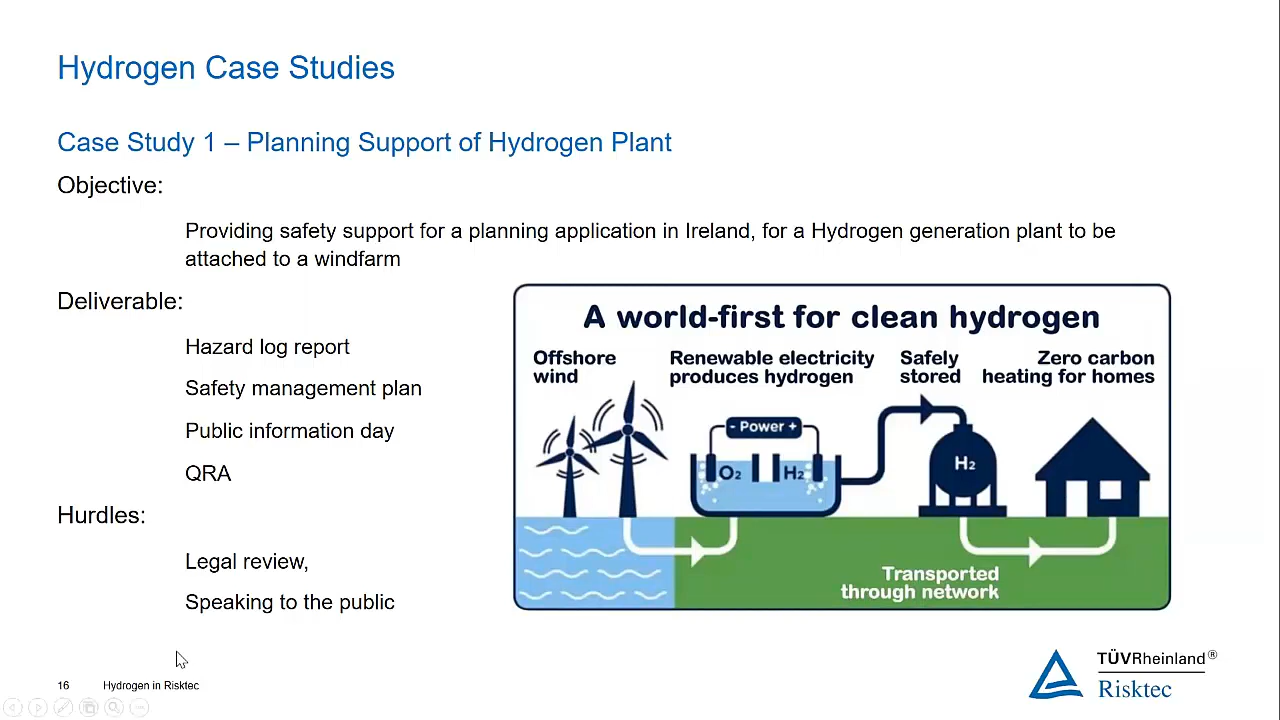 Hydrogen Case Studies
Case Study 1 – Planning Support of Hydrogen Plant
Objective:
Providing safety support for a planning application in Ireland, for a Hydrogen generation plant to be
attached to a windfarm
Deliverable:
Hazard log report
Safety management plan
Public information day
QRA
Hurdles:
Legal review,
Speaking to the public
A world-first for clean hydrogen
Offshore
wind
Renewable electricity
produces hydrogen
Safely
stored
Zero carbon
heating for homes
- Power +
O₂
H₂
H₂
Transported
through network
16 Hydrogen in Risktec
TÜVRheinland®
Risktec